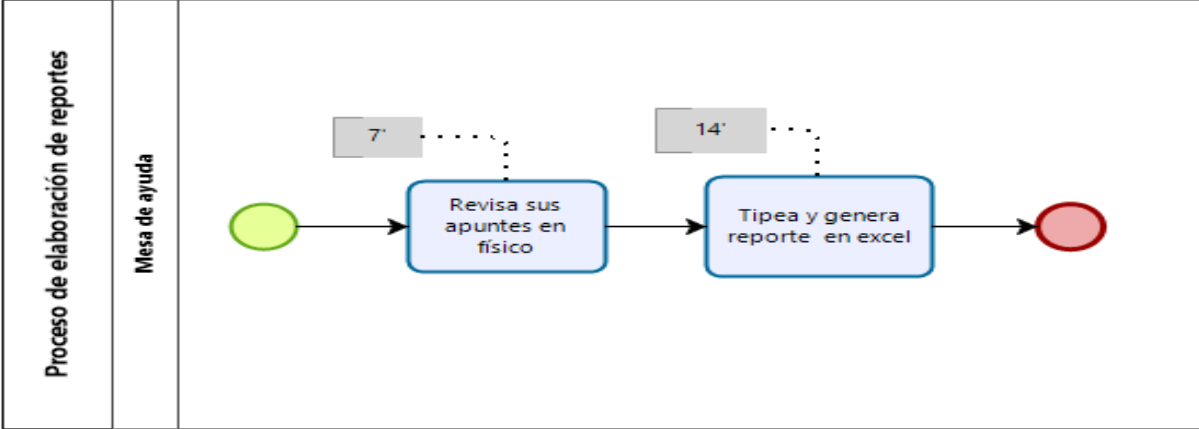 Proceso de elaboración de reportes
Mesa de ayuda
7'
14'
Revisa sus
apuntes en
físico
Tipea y genera
reporte en excel